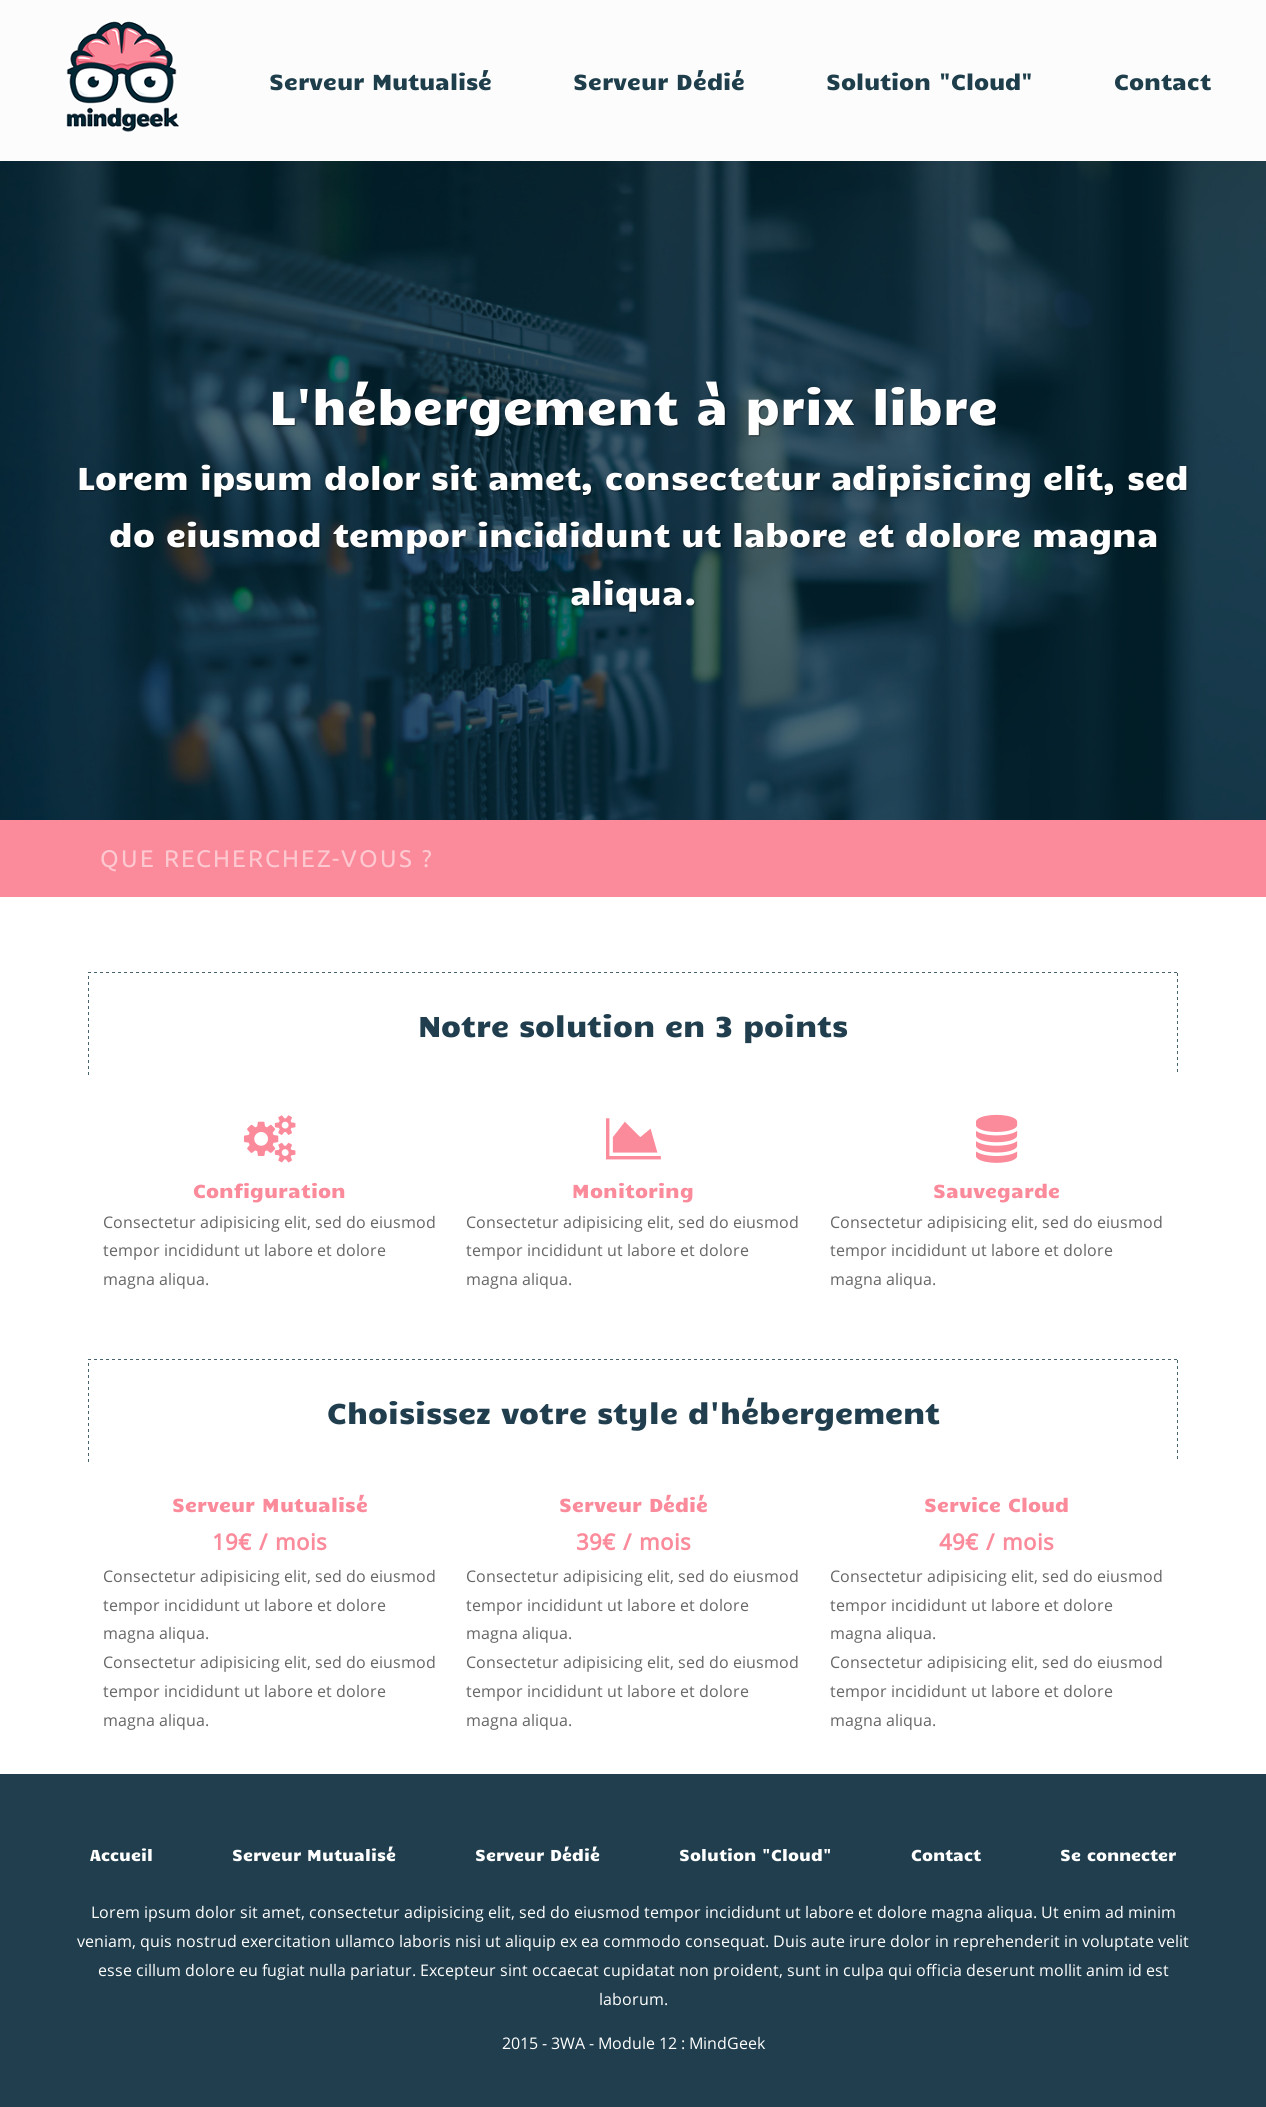 mindgeek
Serveur Mutualisé
Serveur Dédié
Solution "Cloud"
Contact
L'hébergement à prix libre
Lorem ipsum dolor sit amet, consectetur adipisicing elit, sed
do eiusmod tempor incididunt ut labore et dolore magna
aliqua.
QUE RECHERCHEZ-VOUS ?
Notre solution en 3 points
Configuration
Consectetur adipisicing elit, sed do eiusmod
tempor incididunt ut labore et dolore
magna aliqua.
Monitoring
Consectetur adipisicing elit, sed do eiusmod
tempor incididunt ut labore et dolore
magna aliqua.
Sauvegarde
Consectetur adipisicing elit, sed do eiusmod
tempor incididunt ut labore et dolore
magna aliqua.
Choisissez votre style d'hébergement
Serveur Mutualisé
19€ / mois
Consectetur adipisicing elit, sed do eiusmod
tempor incididunt ut labore et dolore
magna aliqua.
Consectetur adipisicing elit, sed do eiusmod
tempor incididunt ut labore et dolore
magna aliqua.
Serveur Dédié
39€ / mois
Consectetur adipisicing elit, sed do eiusmod
tempor incididunt ut labore et dolore
magna aliqua.
Consectetur adipisicing elit, sed do eiusmod
tempor incididunt ut labore et dolore
magna aliqua.
Service Cloud
49€ / mois
Consectetur adipisicing elit, sed do eiusmod
tempor incididunt ut labore et dolore
magna aliqua.
Consectetur adipisicing elit, sed do eiusmod
tempor incididunt ut labore et dolore
magna aliqua.
Accueil
Serveur Mutualisé
Serveur Dédié
Solution "Cloud"
Contact
Se connecter
Lorem ipsum dolor sit amet, consectetur adipisicing elit, sed do eiusmod tempor incididunt ut labore et dolore magna aliqua. Ut enim ad minim
veniam, quis nostrud exercitation ullamco laboris nisi ut aliquip ex ea commodo consequat. Duis aute irure dolor in reprehenderit in voluptate velit
esse cillum dolore eu fugiat nulla pariatur. Excepteur sint occaecat cupidatat non proident, sunt in culpa qui officia deserunt mollit anim id est
laborum.
2015 - 3WA - Module 12 : MindGeek